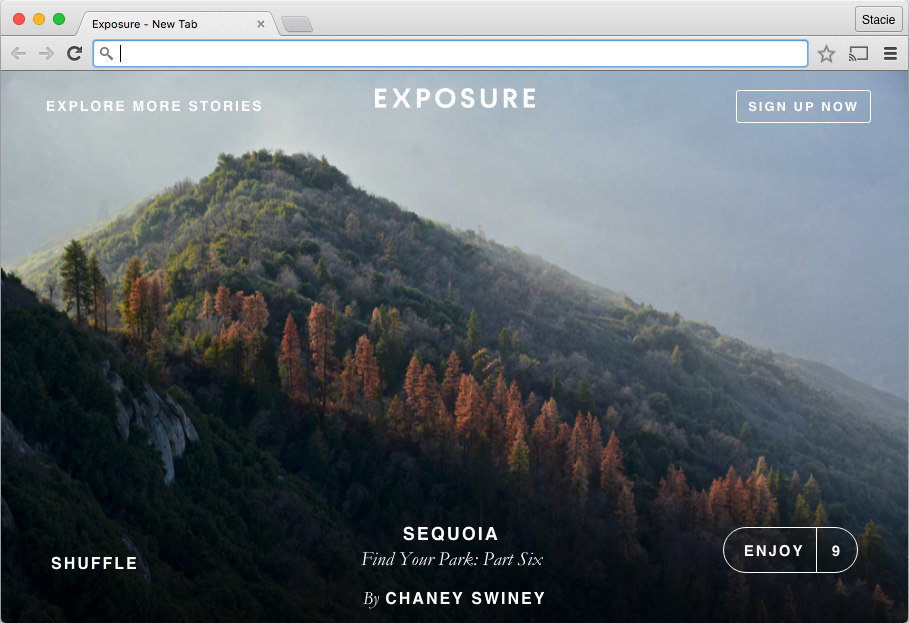 Exposure - New Tab
Stacie
EXPLORE MORE STORIES
EXPOSURE
SIGN UP NOW
SEQUOIA
Find Your Park: Part Six
By CHANEY SWINEY
SHUFFLE
ENJOY 9